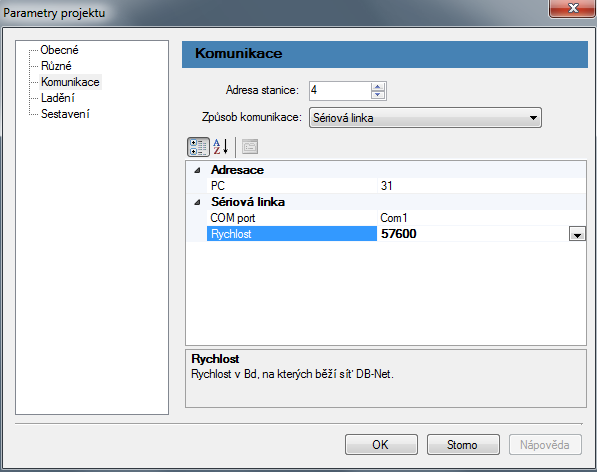 Parametry projektu
Obecné
Různé
Komunikace
Ladění
Sestavení
Komunikace
Adresa stanice: 4
Způsob komunikace: Sériová linka
Adresace
PC 31
Sériová linka
COM port Com1
Rychlost 57600
Rychlost
Rychlost v Bd, na kterých běží síť DB-Net.
OK Storno Nápověda